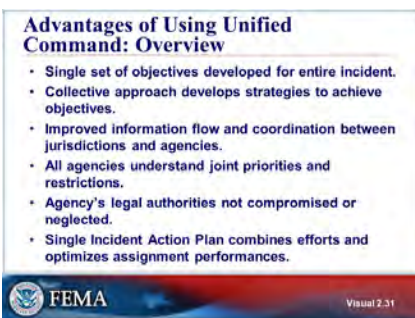 Advantages of Using Unified
Command: Overview
• Single set of objectives developed for entire incident.
• Collective approach develops strategies to achieve
objectives.
• Improved information flow and coordination between
jurisdictions and agencies.
• All agencies understand joint priorities and
restrictions.
• Agency's legal authorities not compromised or
neglected.
• Single Incident Action Plan combines efforts and
optimizes assignment performances.
FEMA
Visual 2.31